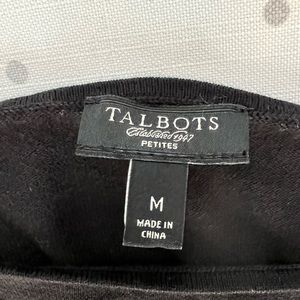 TALBOTS
Established 1947
PETITES
M
MADE IN
CHINA